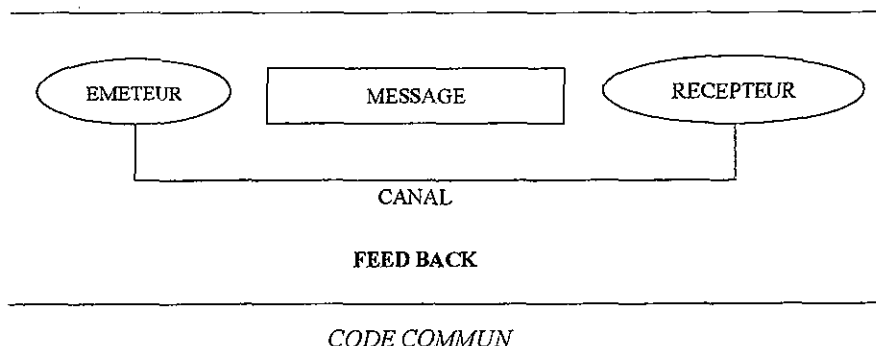 EMETEUR MESSAGE RECEPTEUR
CANAL
FEED BACK
CODE COMMUN